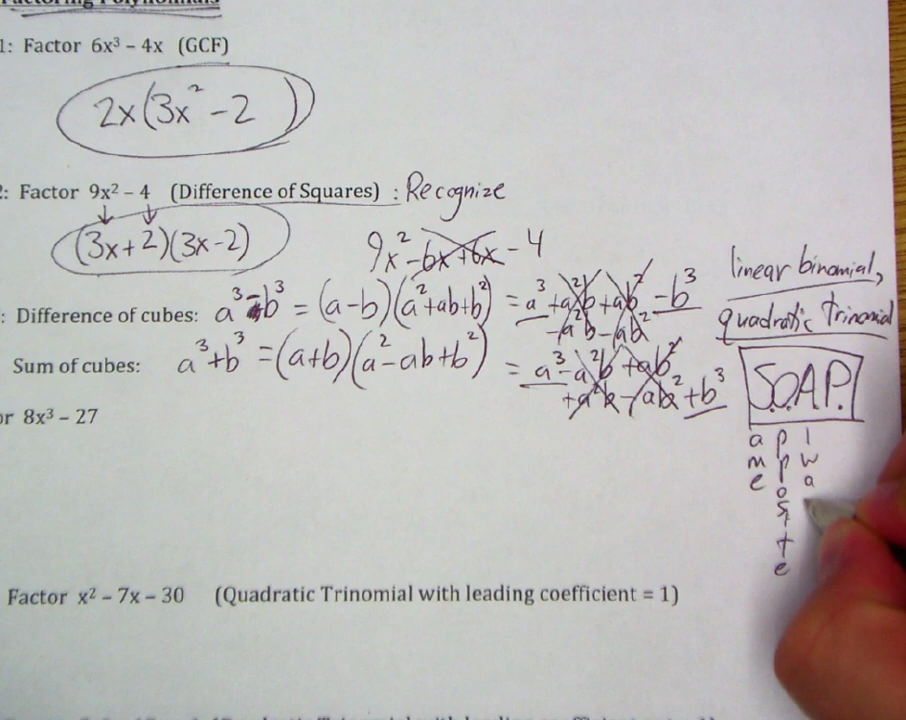 Factoring Polynomials
1: Factor 6x³ – 4x (GCF)
2x(3x² - 2 )
2: Factor 9x² – 4 (Difference of Squares) : Recognize
(3x+2)(3x-2)
9x² - 6x + 6x - 4
linear binomial,
quadratic trinomial
: Difference of cubes: a³ - b³ = (a-b)(a²+ab+b²) = a³ + a²b + ab² - b³
- a²b - ab²
Sum of cubes: a³+b³ = (a+b)(a²-ab+b²) = a³ - a²b + ab²
+a²b - ab² + b³
S.O.A.P.
ame
pposite
lwa
or 8x³ – 27
Factor x² – 7x – 30 (Quadratic Trinomial with leading coefficient = 1)